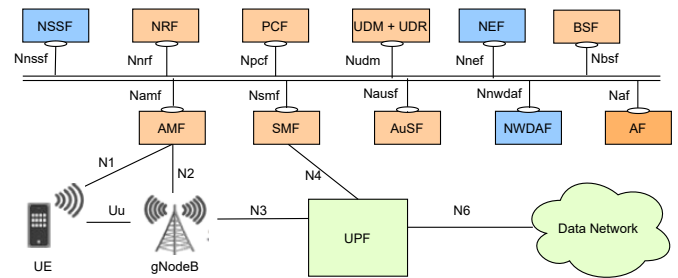 NSSF
NRF
PCF
UDM + UDR
NEF
BSF
Nnssf
Nnrf
Npcf
Nudm
Nnef
Nbsf
Namf
Nsmf
Nausf
Nnwdaf
Naf
AMF
SMF
AuSF
NWDAF
AF
N1
N2
N4
Uu
N3
N6
UPF
Data Network
UE
gNodeB